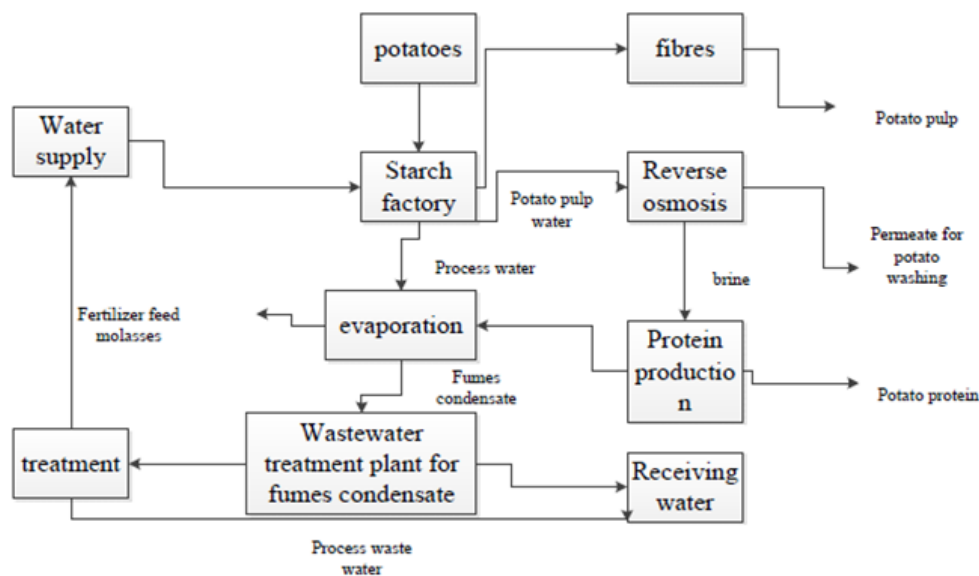 potatoes
fibres
Potato pulp
Water
supply
Starch
factory
Potato pulp
water
Reverse
osmosis
Permeate for
potato
washing
Process water
brine
Fertilizer feed
molasses
evaporation
Protein
productio
n
Potato protein
Fumes
condensate
treatment
Wastewater
treatment plant for
fumes condensate
Receiving
water
Process waste
water